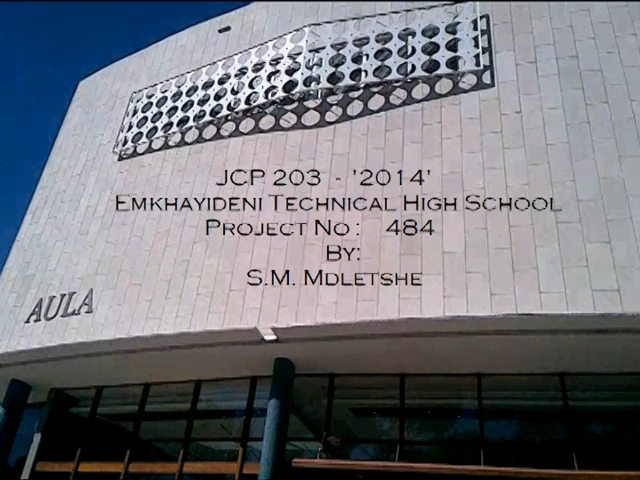 JCP 203 - '2014'
Emkhayideni Technical High School
Project No : 484
By:
S.M. Mdletshe
AULA